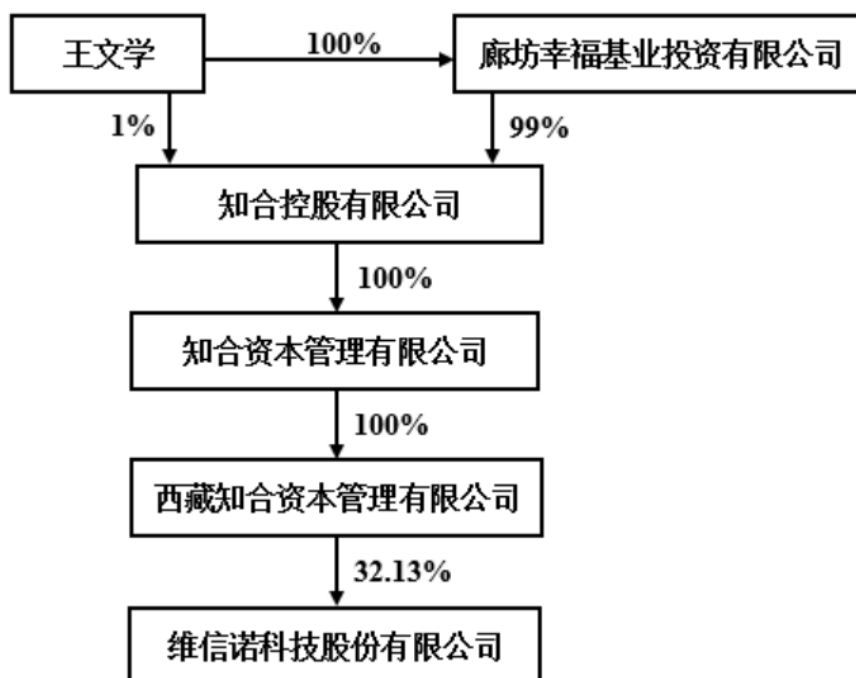 王文学
100%
廊坊幸福基业投资有限公司
1%
99%
知合控股有限公司
100%
知合资本管理有限公司
100%
西藏知合资本管理有限公司
32.13%
维信诺科技股份有限公司